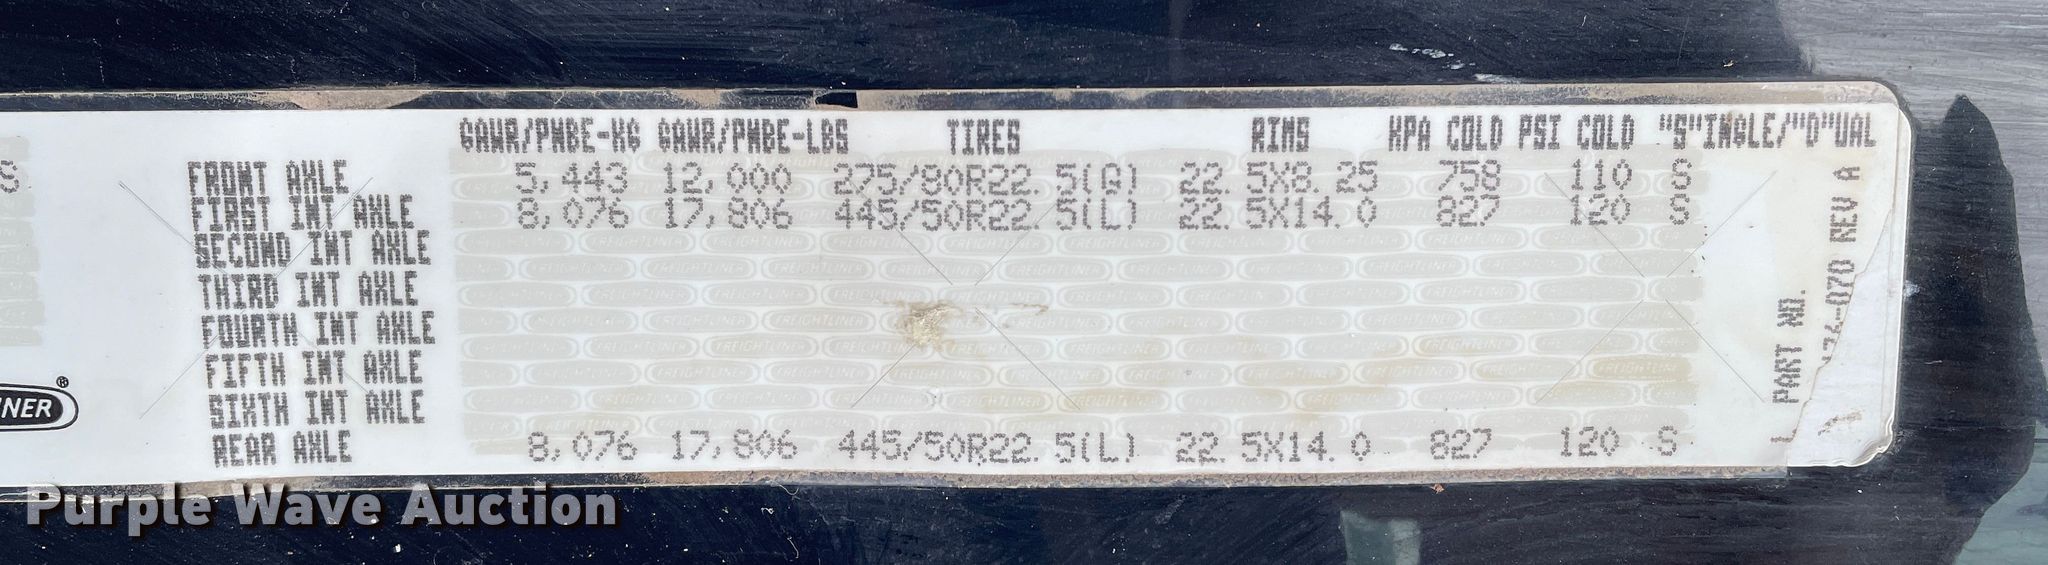 GAWR/PNBE-KG GAWR/PNBE-LBS TIRES RIMS KPA COLD PSI COLD "S"INGLE/"D"UAL
S
FRONT AXLE 5,443 12,000 275/80R22.5(G) 22.5X8.25 758 110 S
FIRST INT AXLE 8,076 17,806 445/50R22.5(L) 22.5X14.0 827 120 S
SECOND INT AXLE
THIRD INT AXLE
FOURTH INT AXLE
FIFTH INT AXLE
SIXTH INT AXLE
REAR AXLE 8,076 17,806 445/50R22.5(L) 22.5X14.0 827 120 S
PART NO.
-070 REV A
FREIGHTLINER
INER®
Purple Wave Auction